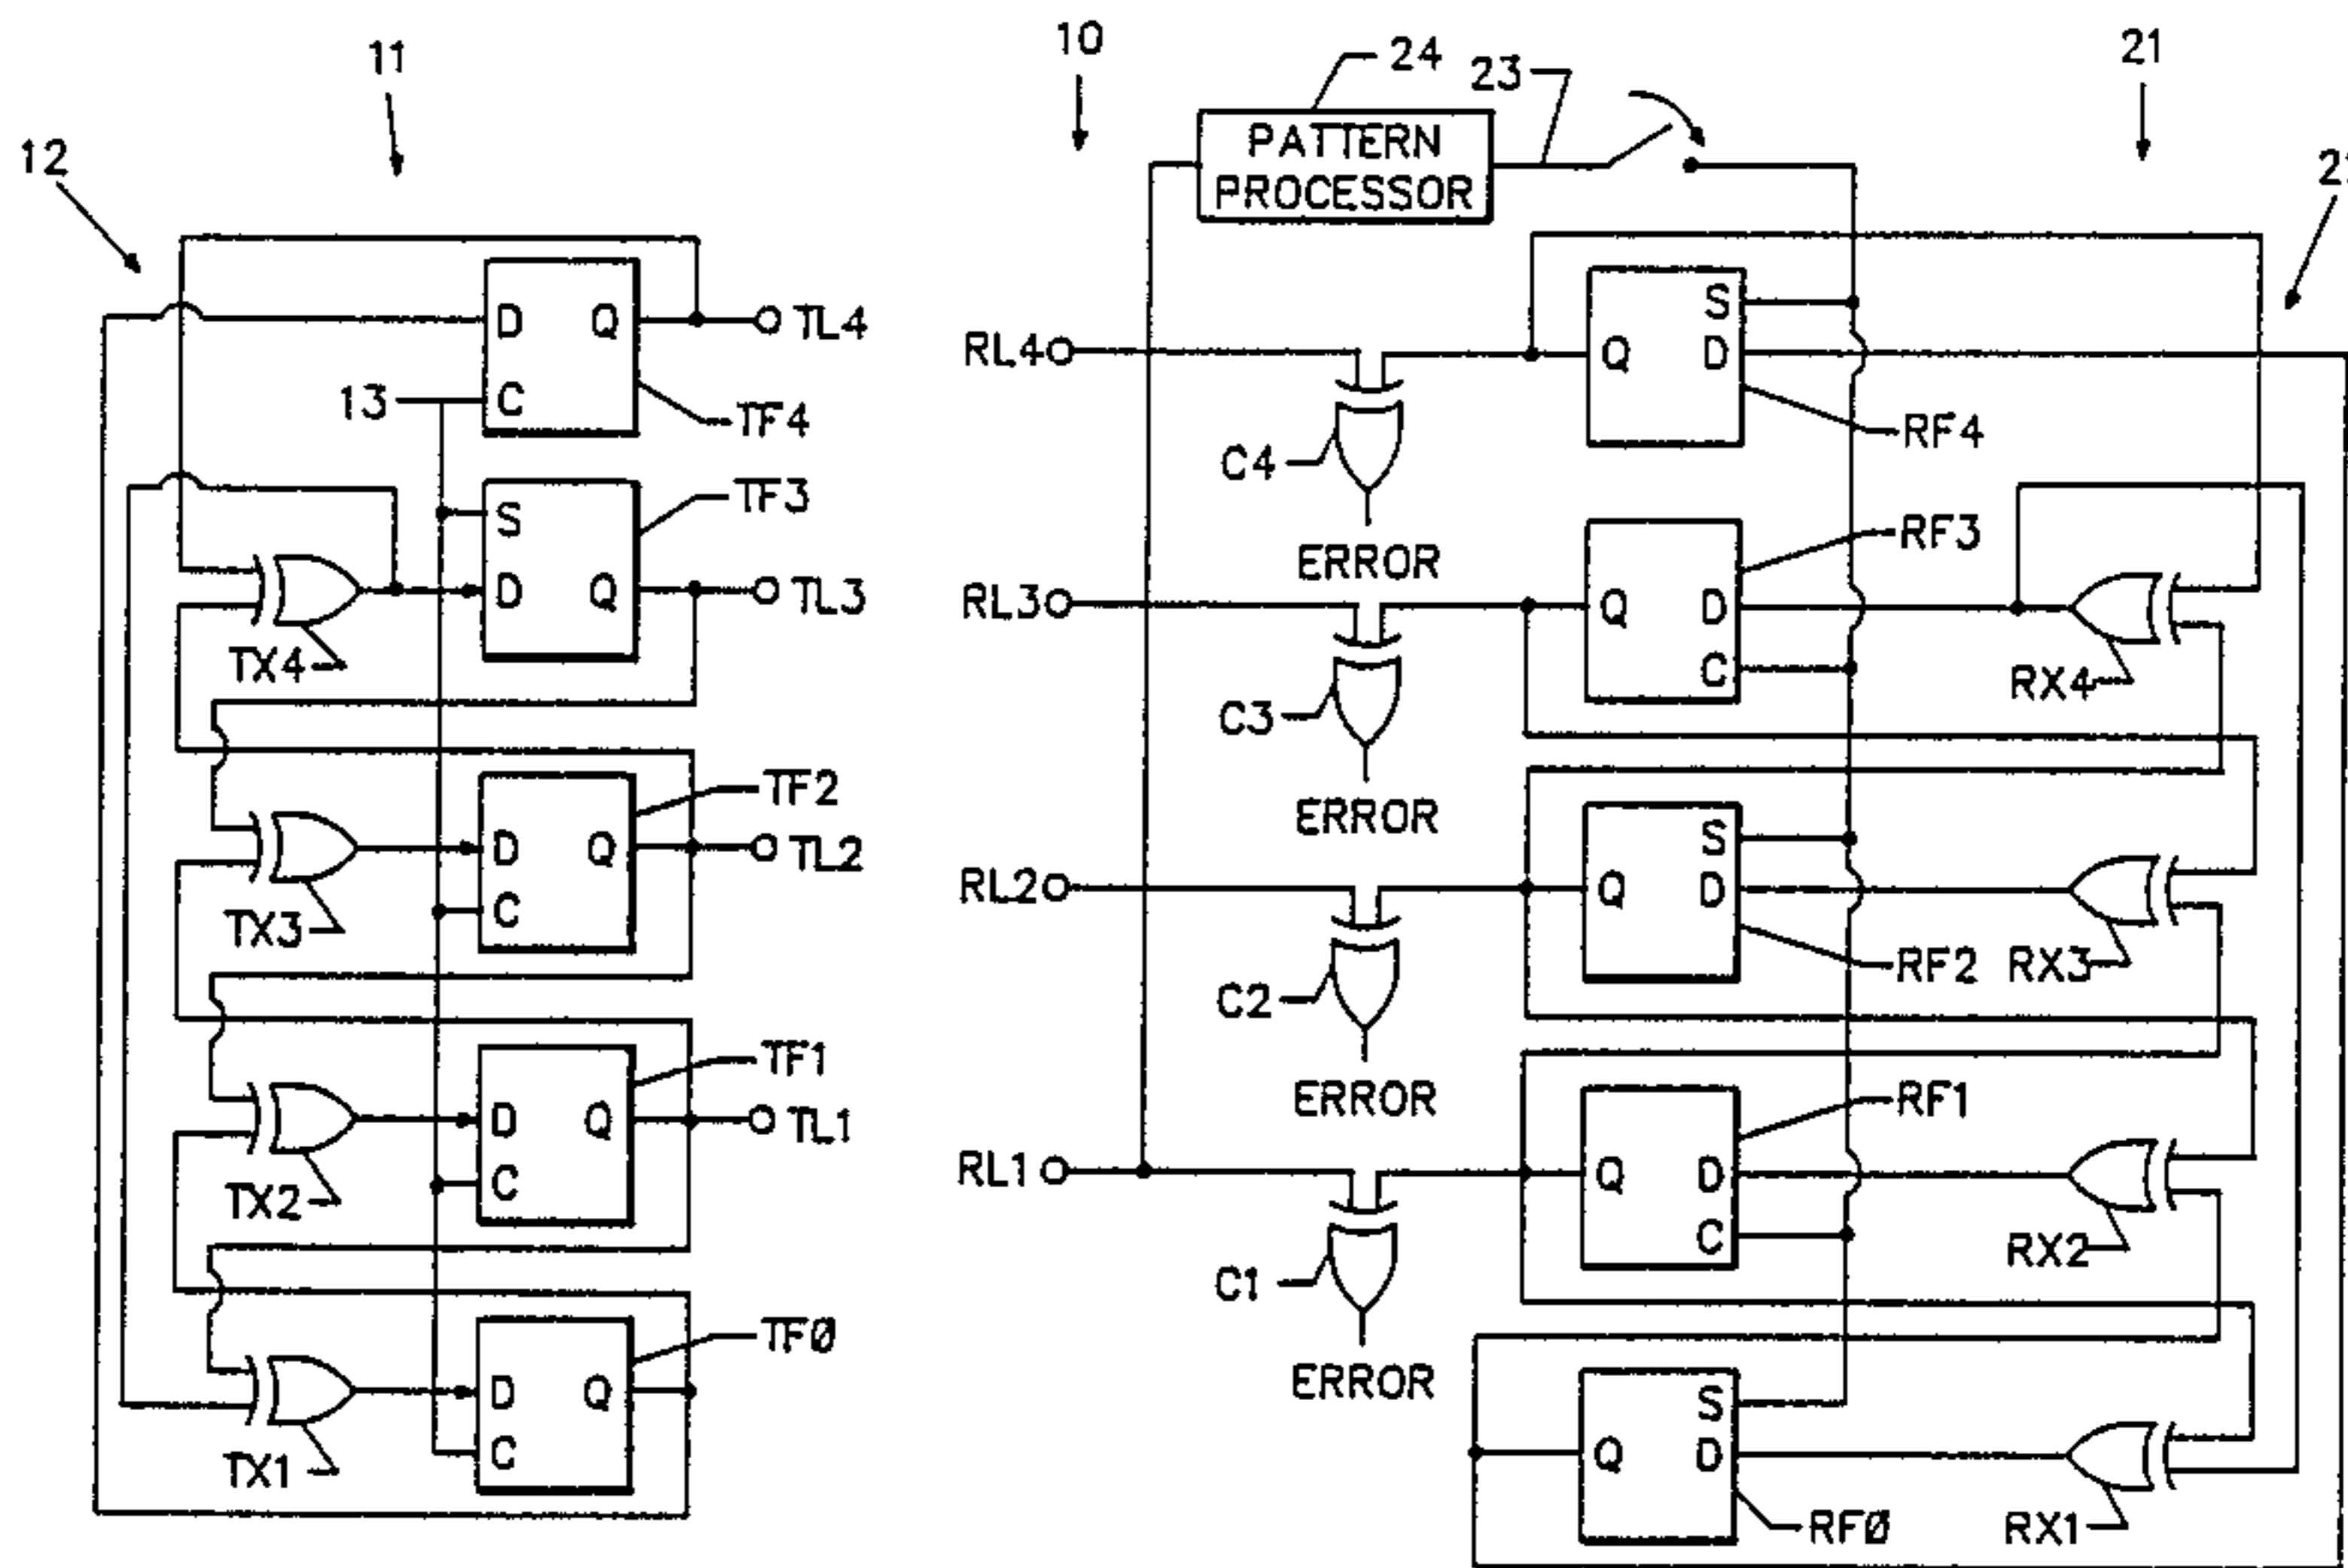 11
12
D Q
TL4
13
C
TF4
S
TF3
D Q
TL3
TX4
TF2
D Q
TL2
C
TX3
TF1
D Q
TL1
C
TX2
TFØ
D Q
C
TX1
10
24
23
21
PATTERN
PROCESSOR
S
RL4
Q D
C4
RF4
ERROR
RF3
RL3
Q D
C
RX4
C3
ERROR
S
RL2
Q D
C2
RF2
RX3
ERROR
RF1
RL1
Q D
C
RX2
C1
ERROR
S
Q D
RFØ
RX1